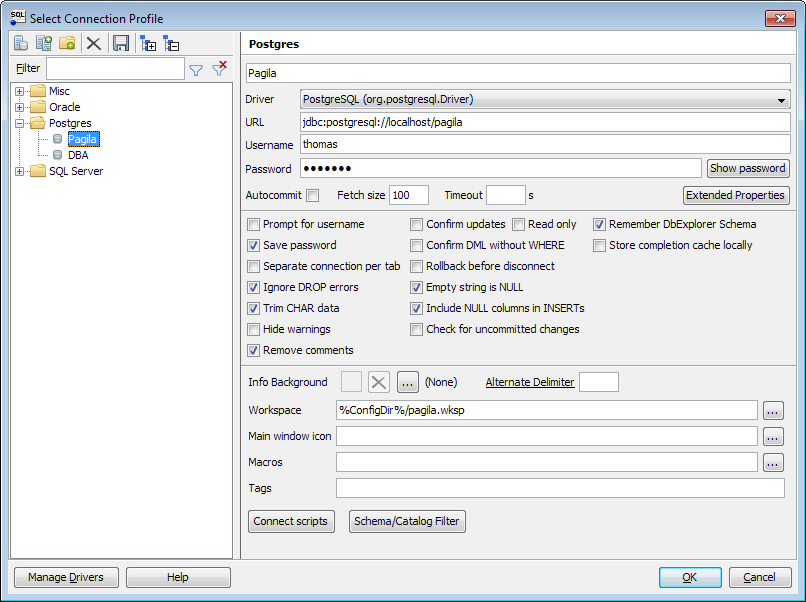 SQL Select Connection Profile
Filter
Misc
Oracle
Postgres
Pagila
DBA
SQL Server
Postgres
Pagila
Driver PostgreSQL (org.postgresql.Driver)
URL jdbc:postgresql://localhost/pagila
Username thomas
Password ●●●●●●● Show password
Autocommit Fetch size 100 Timeout s Extended Properties
Prompt for username Confirm updates Read only Remember DbExplorer Schema
Save password Confirm DML without WHERE Store completion cache locally
Separate connection per tab Rollback before disconnect
Ignore DROP errors Empty string is NULL
Trim CHAR data Include NULL columns in INSERTs
Hide warnings Check for uncommitted changes
Remove comments
Info Background ... (None) Alternate Delimiter
Workspace %ConfigDir%/pagila.wksp ...
Main window icon ...
Macros ...
Tags
Connect scripts Schema/Catalog Filter
Manage Drivers Help OK Cancel